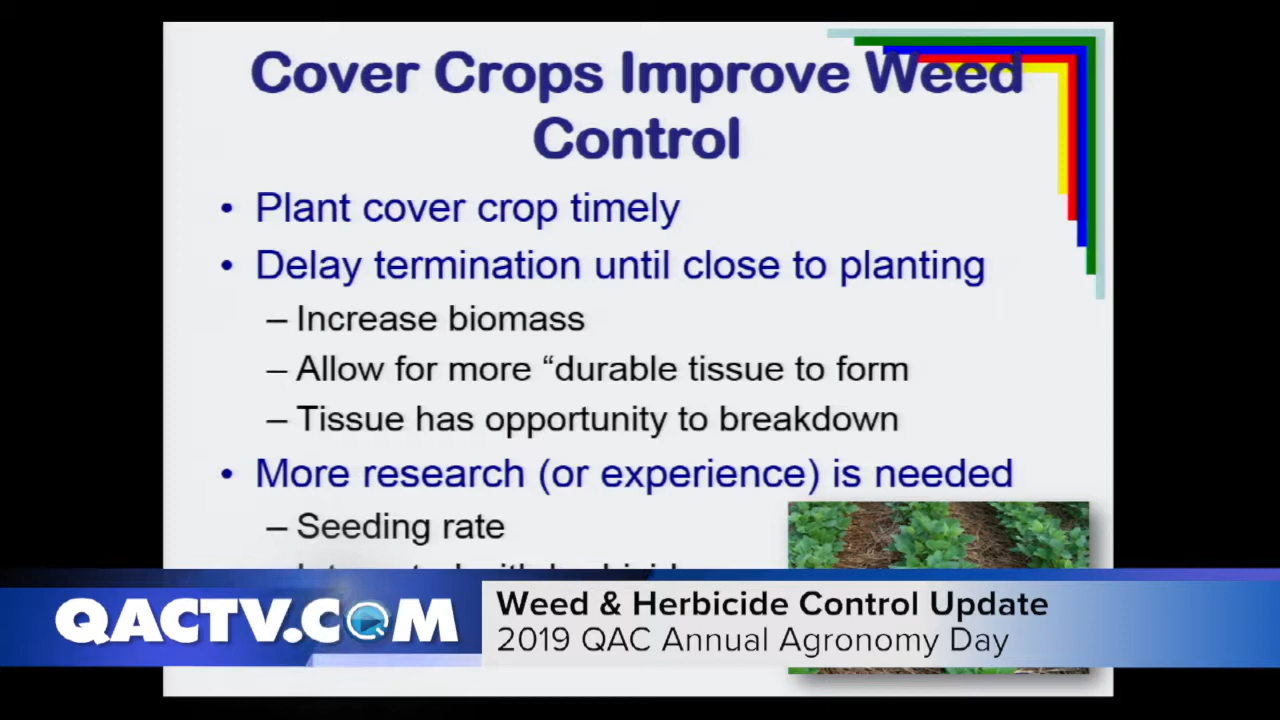 Cover Crops Improve Weed
Control
• Plant cover crop timely
• Delay termination until close to planting
– Increase biomass
– Allow for more “durable tissue to form
– Tissue has opportunity to breakdown
• More research (or experience) is needed
– Seeding rate
QACTV.COM
Weed & Herbicide Control Update
2019 QAC Annual Agronomy Day